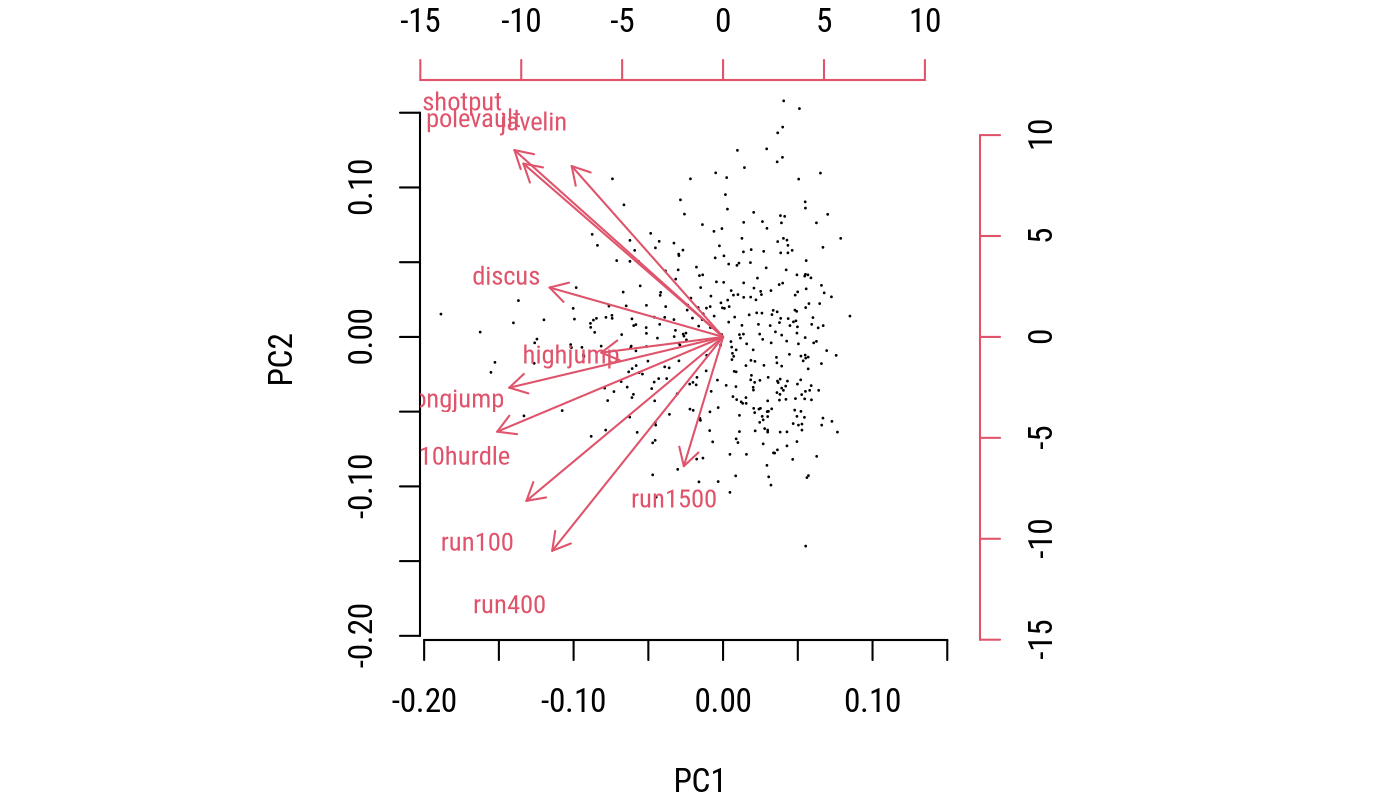 -15 -10 -5 0 5 10
shotput
polevault
javelin
discus
highjump
ongjump
10hurdle
run1500
run100
run400
0.10
0.00
-0.10
-0.20
PC2
10
5
0
-5
-10
-15
-0.20 -0.10 0.00 0.10
PC1